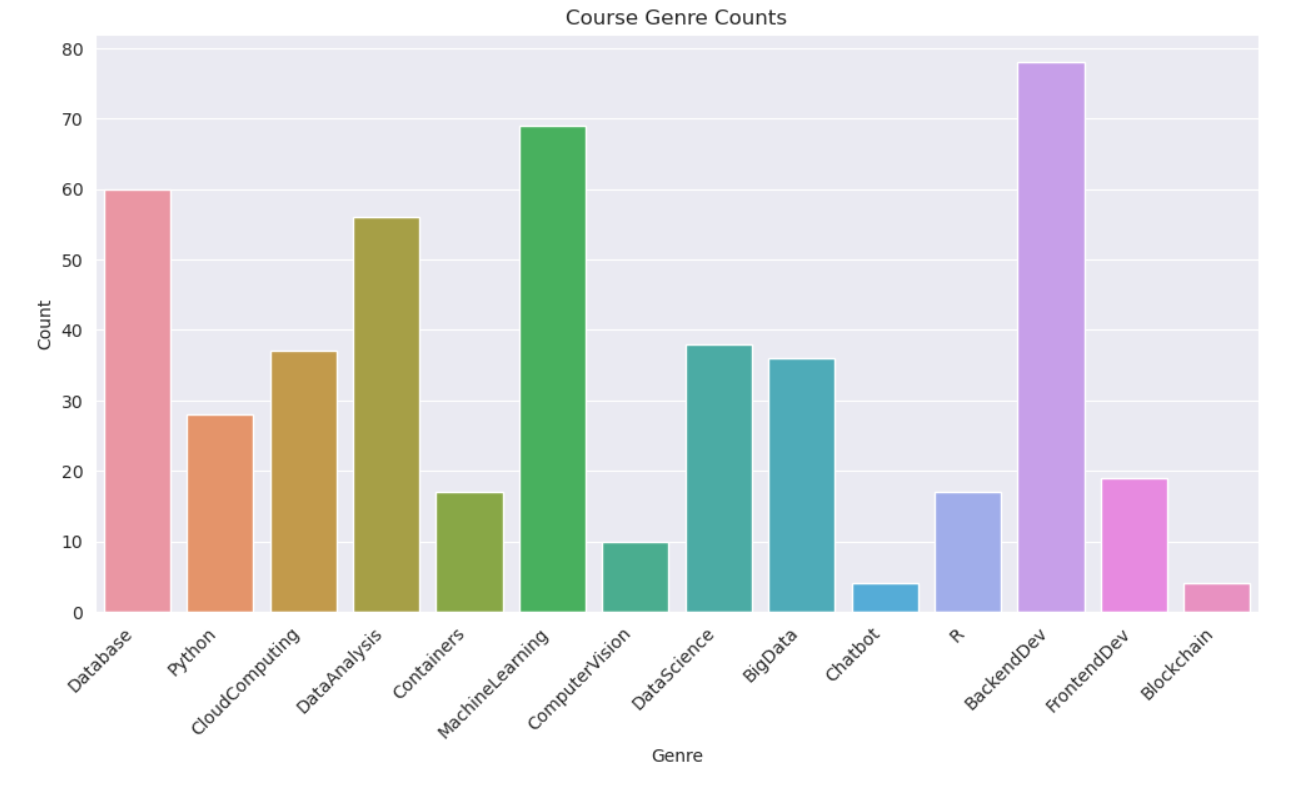 Course Genre Counts
80
70
60
50
40
30
20
10
0
Count
Database
Python
CloudComputing
DataAnalysis
Containers
MachineLearning
ComputerVision
DataScience
BigData
Chatbot
R
BackendDev
FrontendDev
Blockchain
Genre